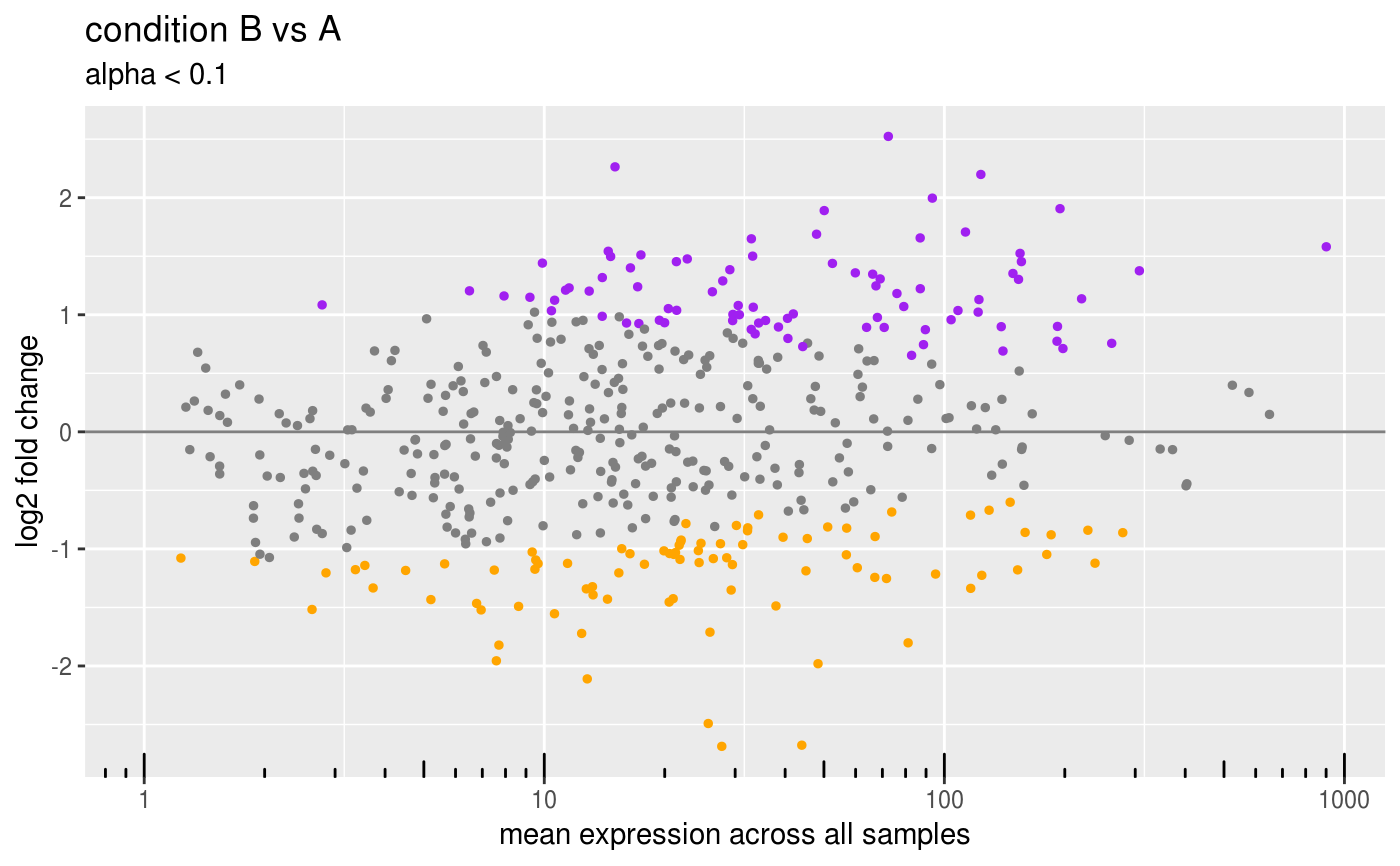 condition B vs A
alpha < 0.1
log2 fold change
2
1
0
-1
-2
1 10 100 1000
mean expression across all samples